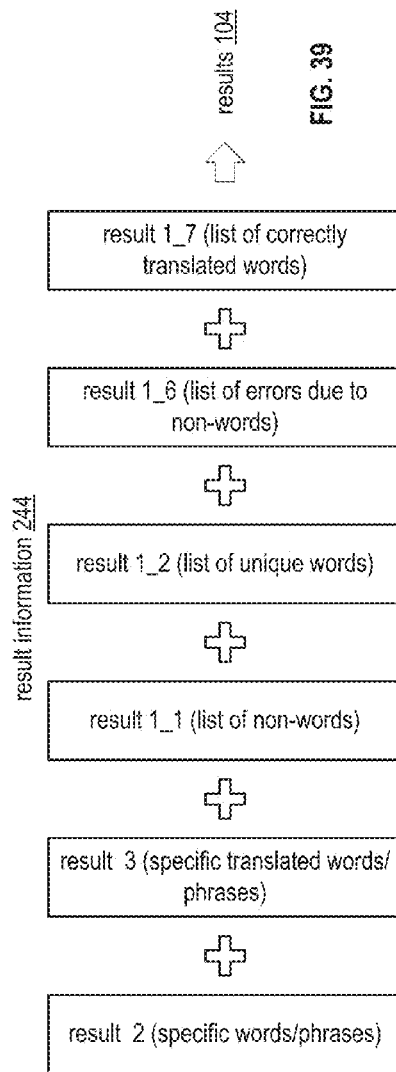 results 104
FIG. 39
result 1_7 (list of correctly
translated words)
result 1_6 (list of errors due to
non-words)
result information 244
result 1_2 (list of unique words)
result 1_1 (list of non-words)
result 3 (specific translated words/
phrases)
result 2 (specific words/phrases)